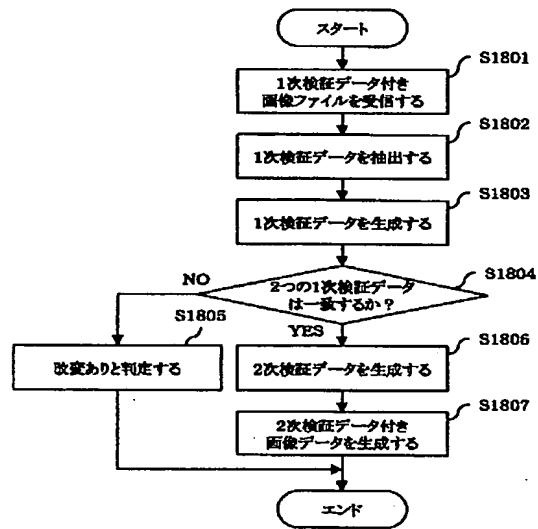 スタート
S1801
1次検証データ付き
画像ファイルを受信する
S1802
1次検証データを抽出する
S1803
1次検証データを生成する
S1804
2つの1次検証データ
は一致するか？
NO
YES
S1805
改変ありと判定する
S1806
2次検証データを生成する
S1807
2次検証データ付き
画像データを生成する
エンド